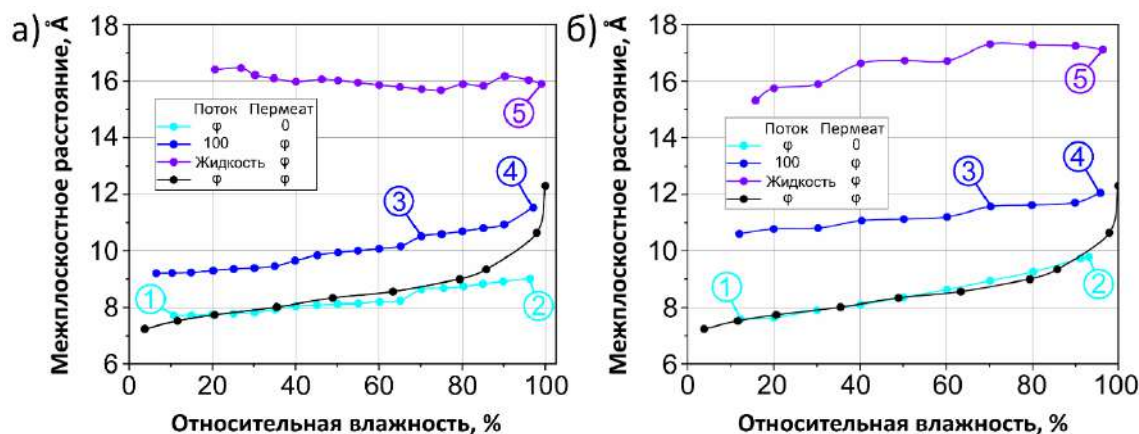 а)
Межплоскостное расстояние, Å
18
16
14
12
10
8
6
0 20 40 60 80 100
Относительная влажность, %
Поток Пермеат
φ 0
100 φ
Жидкость φ
φ φ
1
2
3
4
5
б)
Межплоскостное расстояние, Å
18
16
14
12
10
8
6
0 20 40 60 80 100
Относительная влажность, %
Поток Пермеат
φ 0
100 φ
Жидкость φ
φ φ
1
2
3
4
5